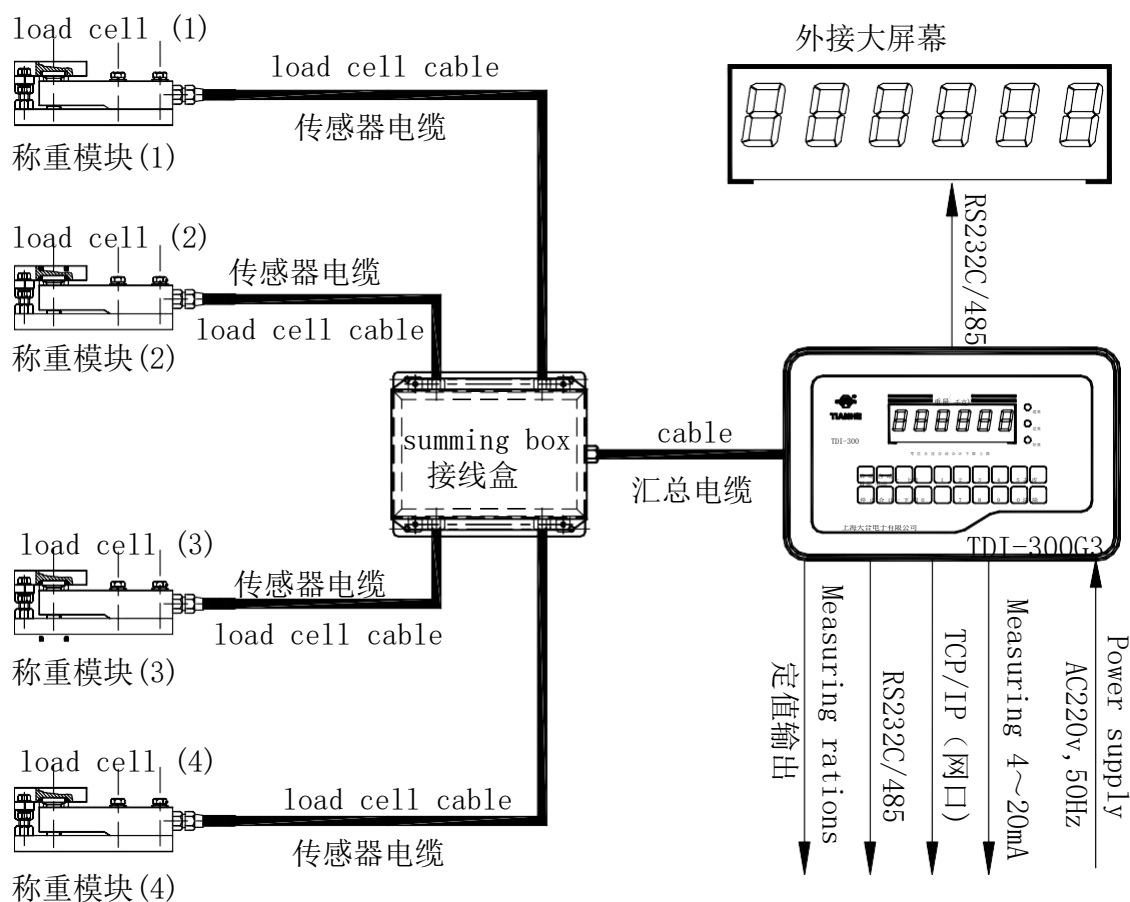 load cell (1)
load cell cable
传感器电缆
称重模块(1)
外接大屏幕
RS232C/485
load cell (2)
传感器电缆
load cell cable
称重模块(2)
summing box
接线盒
cable
汇总电缆
TIANHE
TDI-300
TDI-300G3
load cell (3)
传感器电缆
load cell cable
称重模块(3)
load cell (4)
load cell cable
传感器电缆
称重模块(4)
Measuring rations
定值输出
RS232C/485
TCP/IP（网口）
Measuring 4～20mA
Power supply
AC220v,50Hz